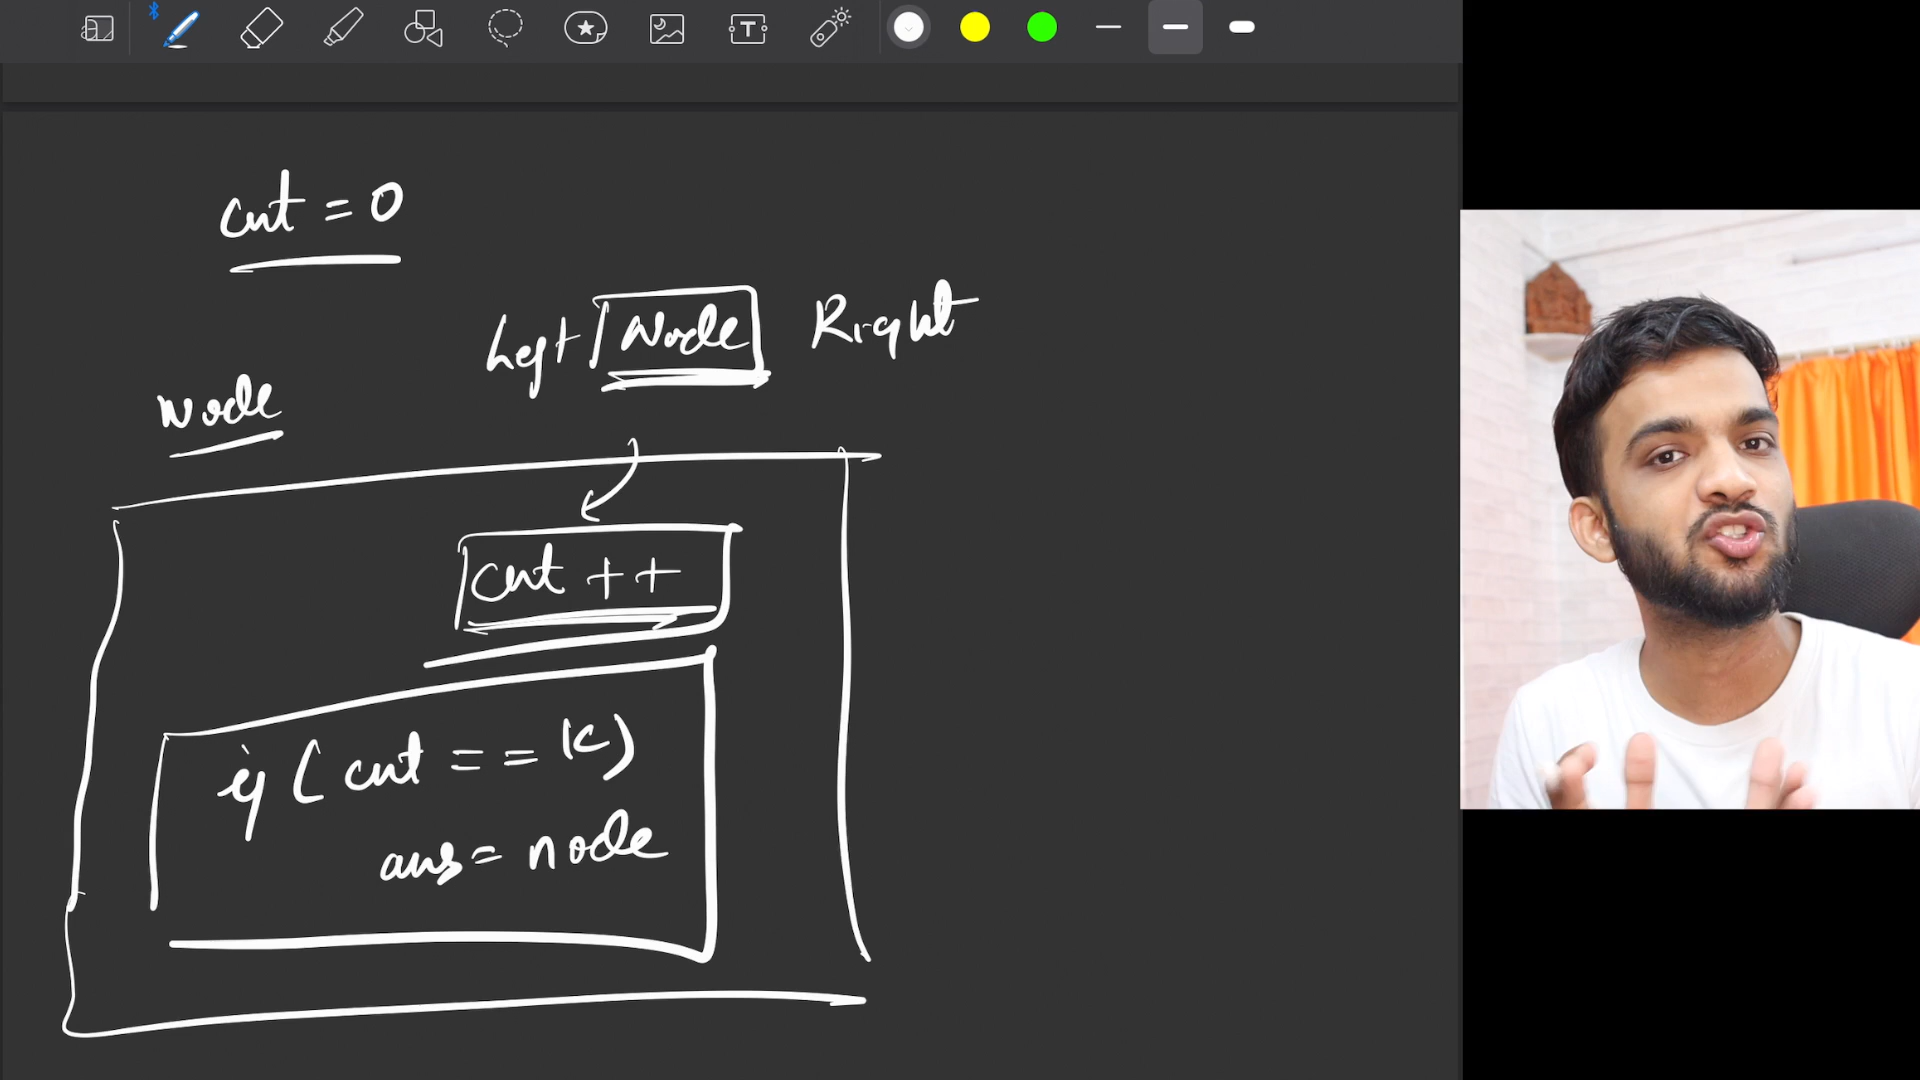 cnt = 0
Left Node Right
Node
cnt ++
if ( cnt == k)
ans = node